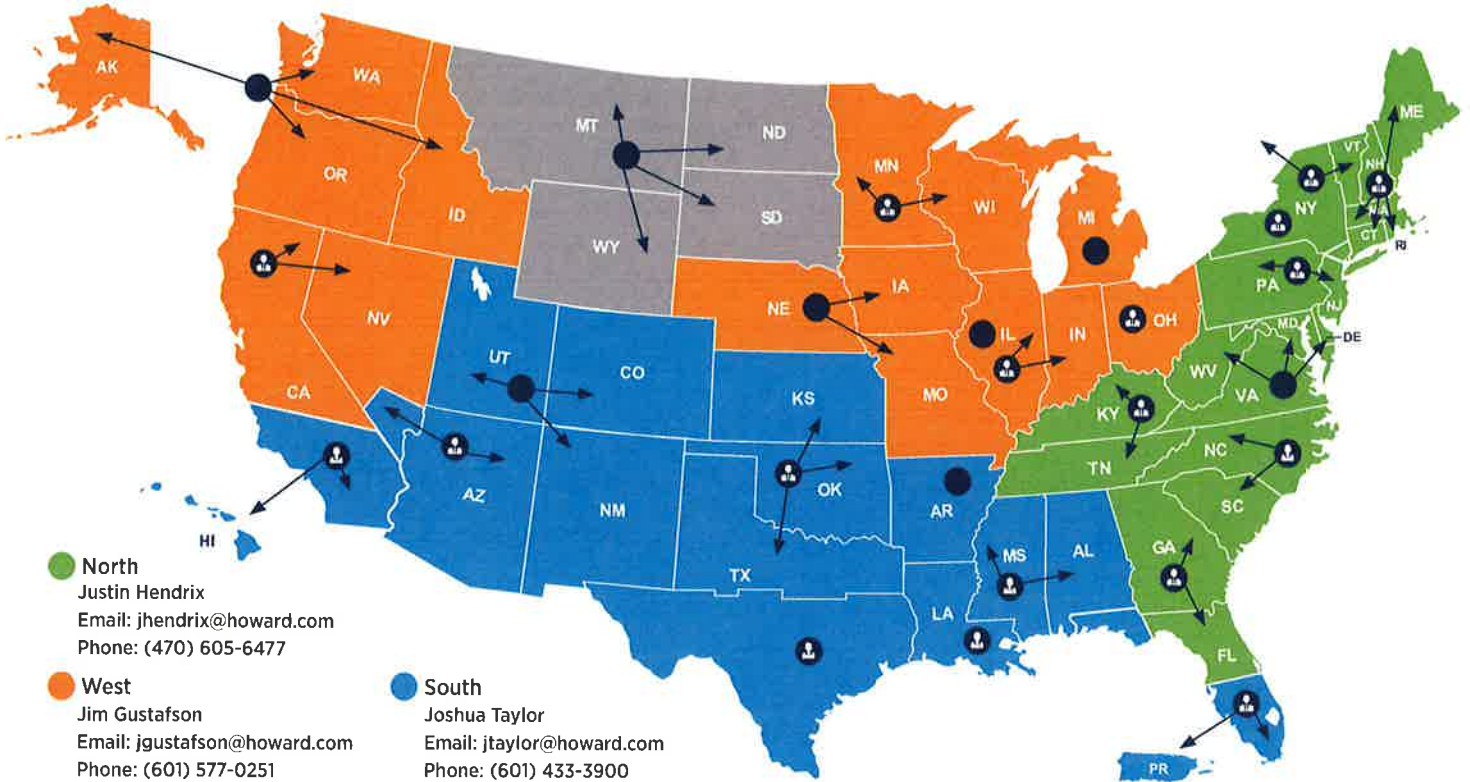 AK
WA
MT
ND
ME
VT
NH
MN
OR
ID
SD
WI
MI
NY
MA
CT
RI
WY
PA
IA
NE
NV
IL
IN
OH
NJ
MD
DE
UT
CO
WV
VA
CA
KS
MO
KY
NC
TN
AZ
NM
OK
AR
SC
HI
MS
AL
GA
TX
LA
FL
PR
North
Justin Hendrix
Email: jhendrix@howard.com
Phone: (470) 605-6477
West
Jim Gustafson
Email: jgustafson@howard.com
Phone: (601) 577-0251
South
Joshua Taylor
Email: jtaylor@howard.com
Phone: (601) 433-3900